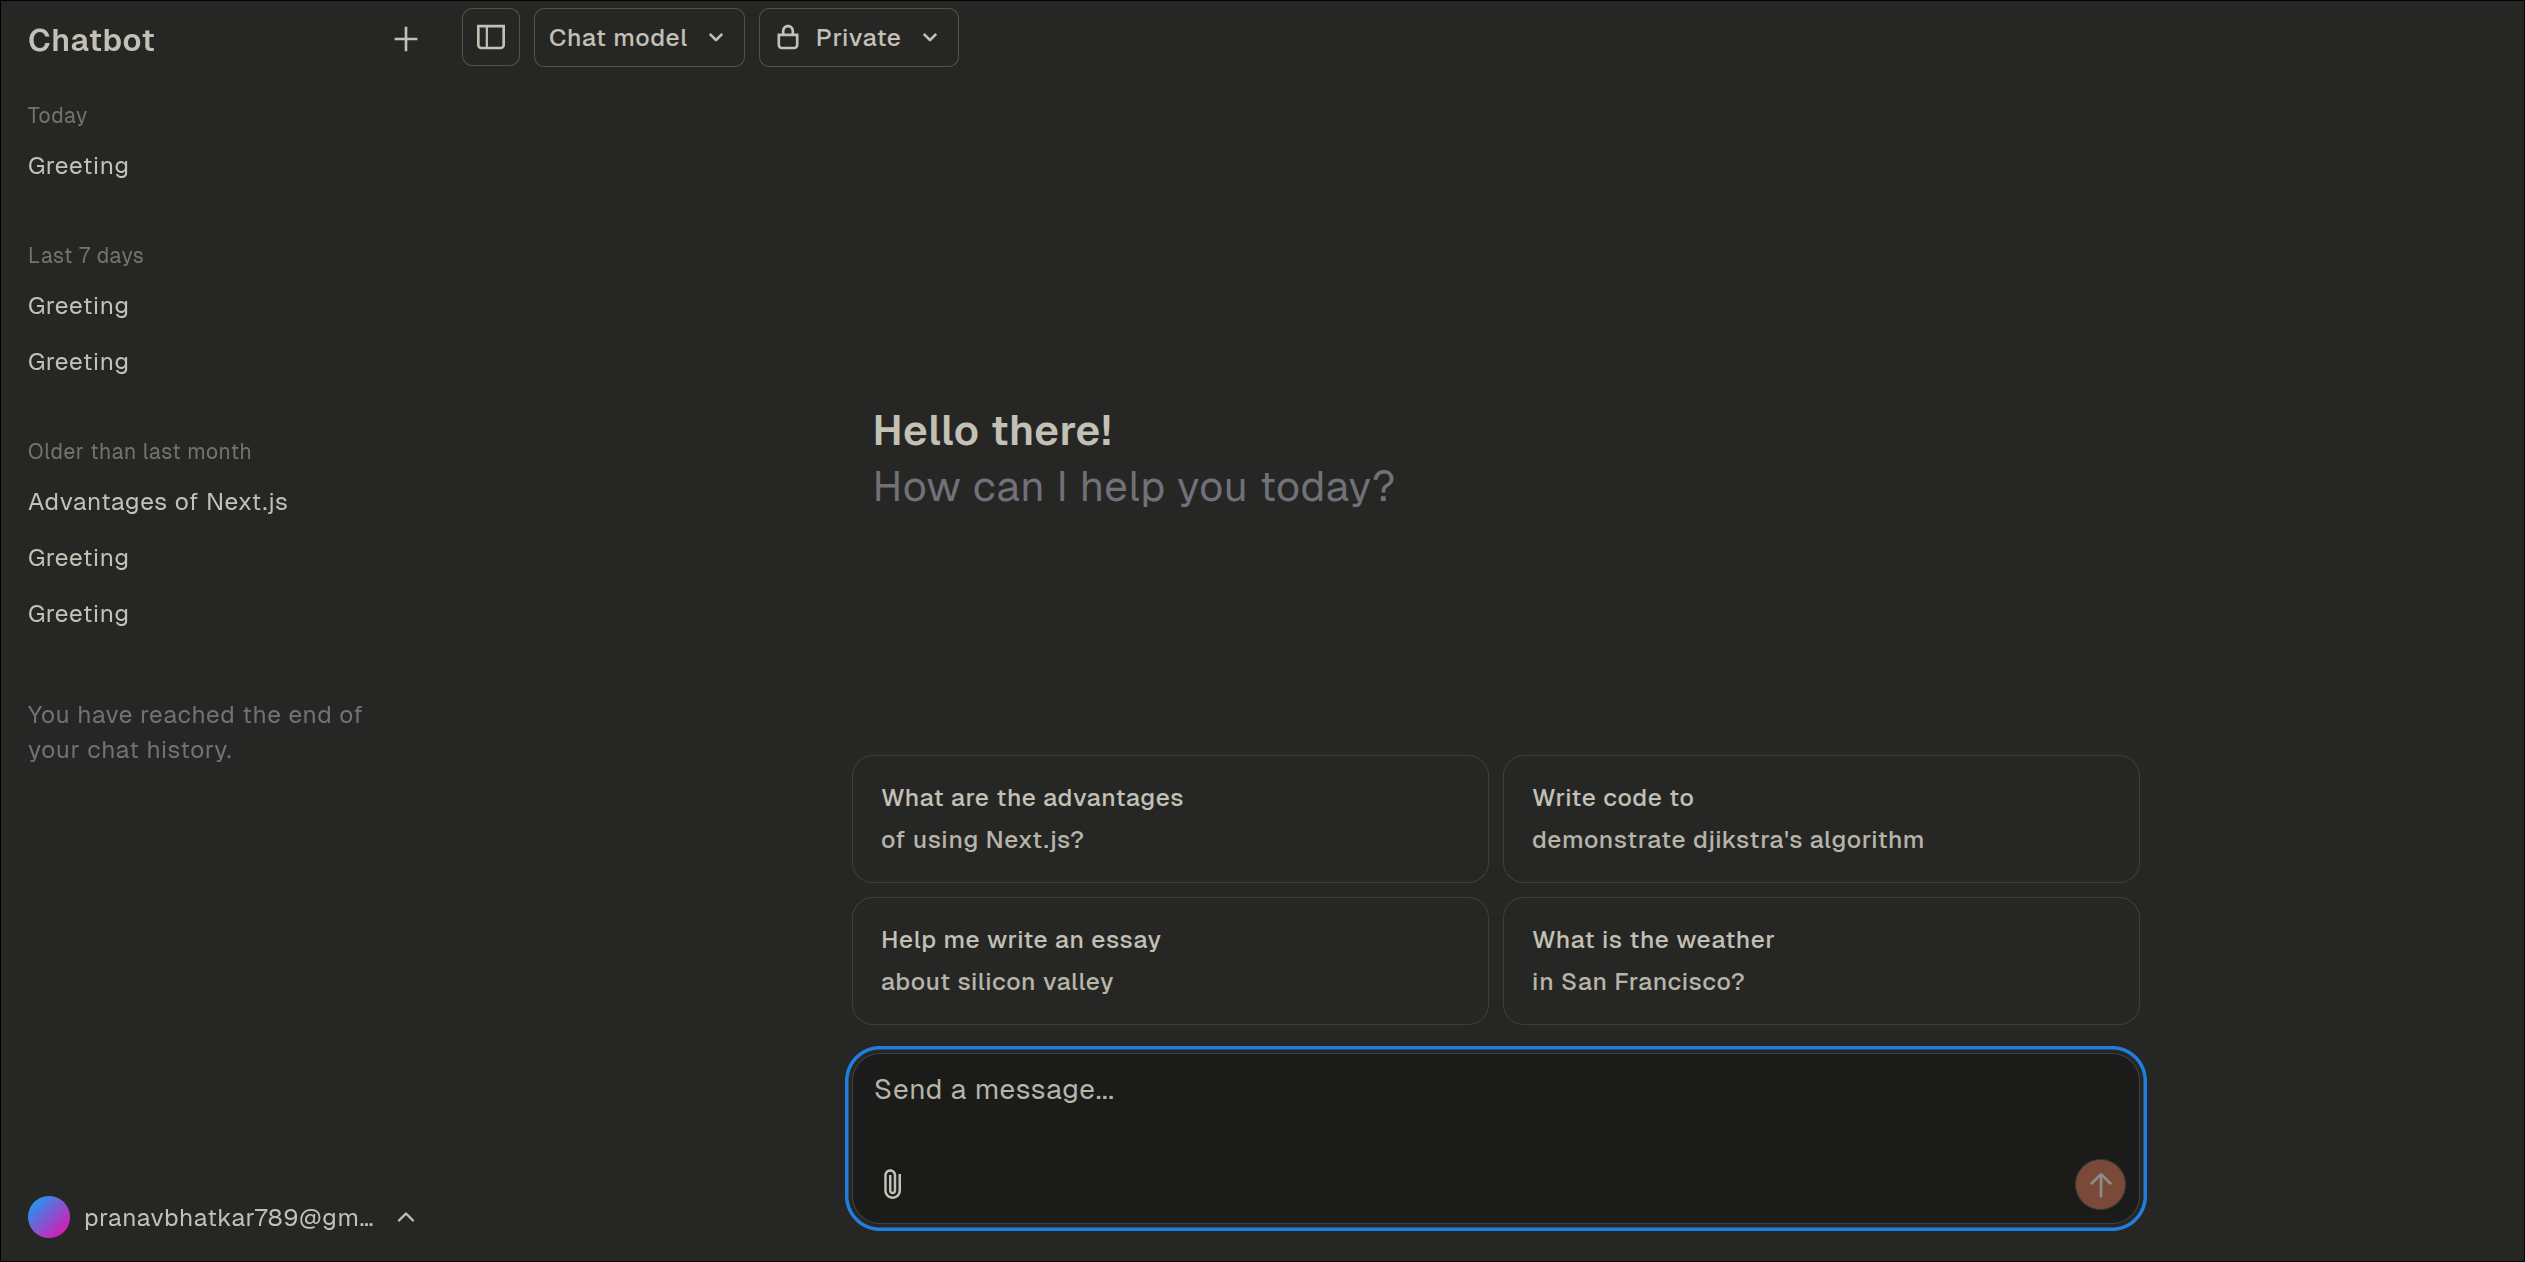 Chatbot
Chat model
Private
Today
Greeting
Last 7 days
Greeting
Greeting
Older than last month
Advantages of Next.js
Greeting
Greeting
You have reached the end of
your chat history.
pranavbhatkar789@gm...
Hello there!
How can I help you today?
What are the advantages
of using Next.js?
Write code to
demonstrate djikstra's algorithm
Help me write an essay
about silicon valley
What is the weather
in San Francisco?
Send a message...